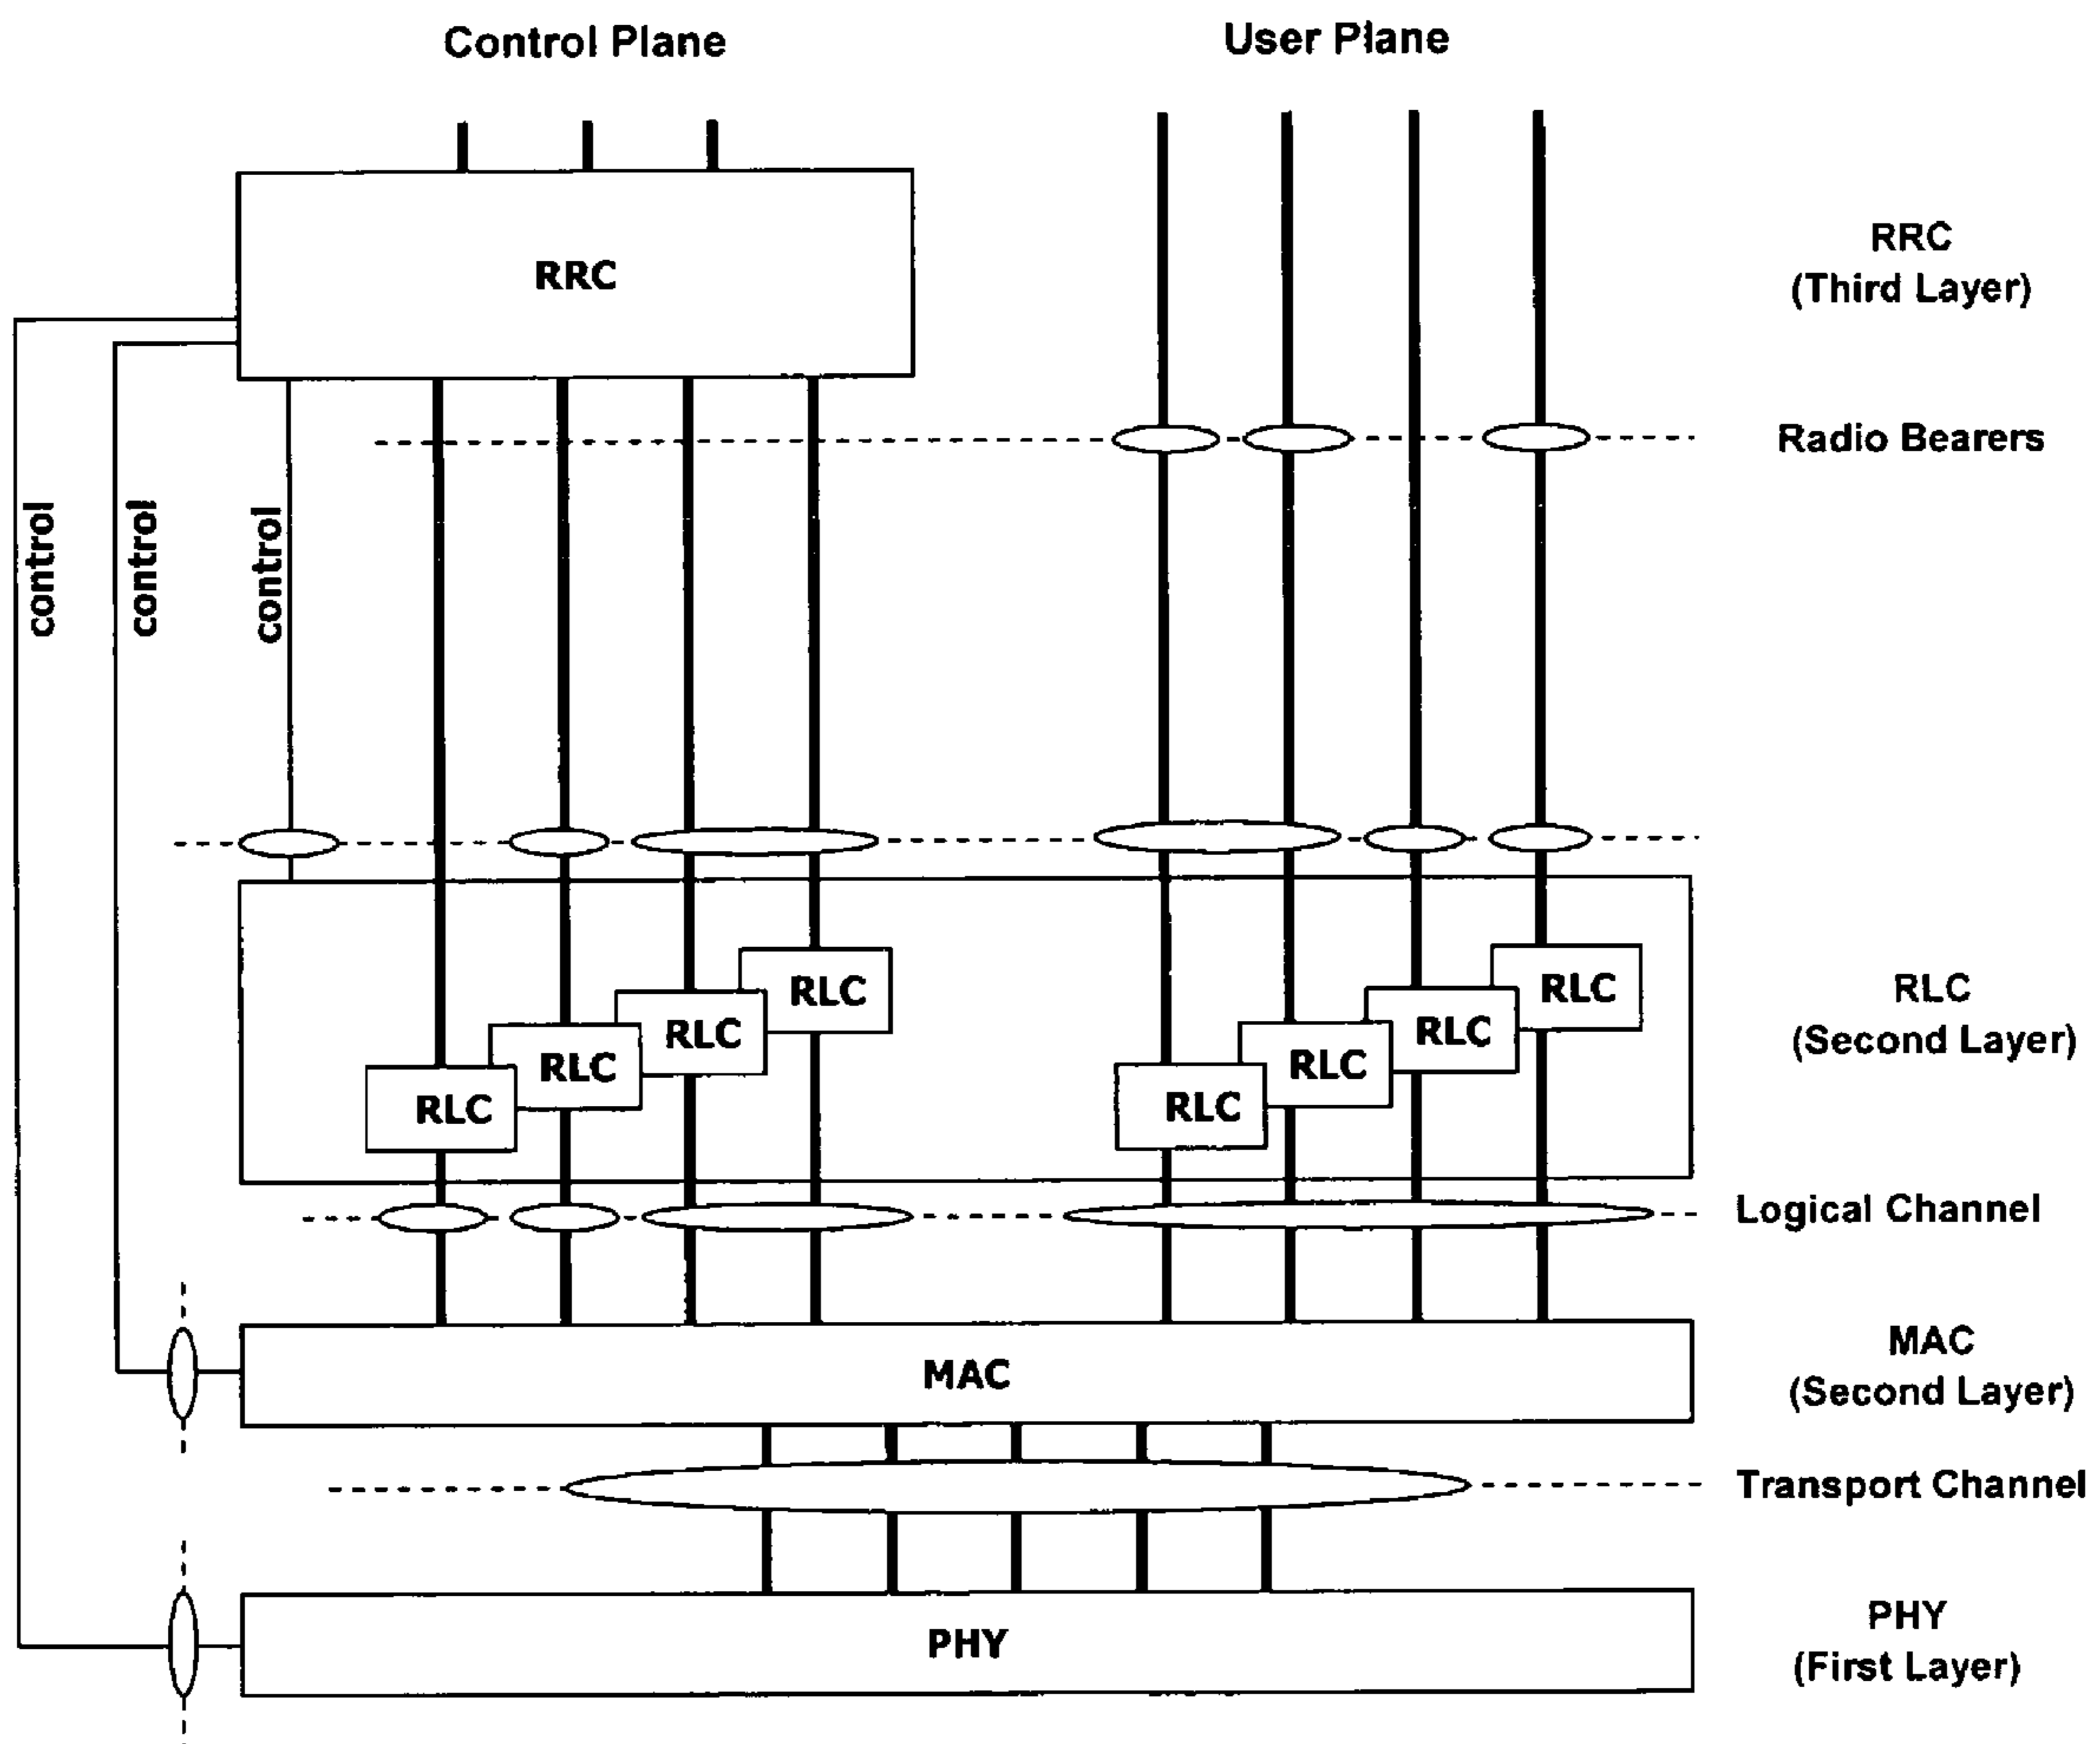 Control Plane
User Plane
RRC
RRC
(Third Layer)
Radio Bearers
control
control
control
RLC
RLC
RLC
RLC
RLC
RLC
RLC
RLC
RLC
(Second Layer)
Logical Channel
MAC
MAC
(Second Layer)
Transport Channel
PHY
PHY
(First Layer)